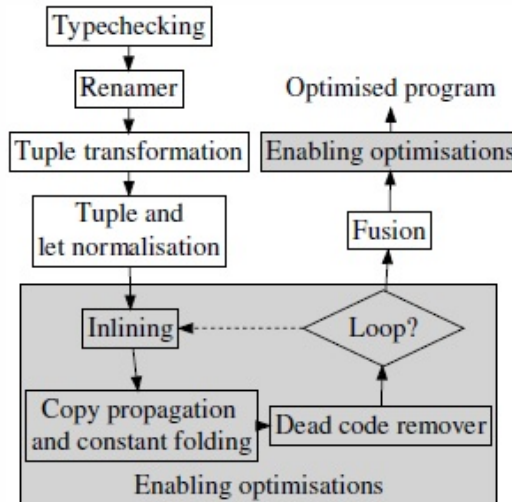 Typechecking
Renamer
Tuple transformation
Tuple and
let normalisation
Inlining
Copy propagation
and constant folding
Dead code remover
Loop?
Enabling optimisations
Fusion
Enabling optimisations
Optimised program